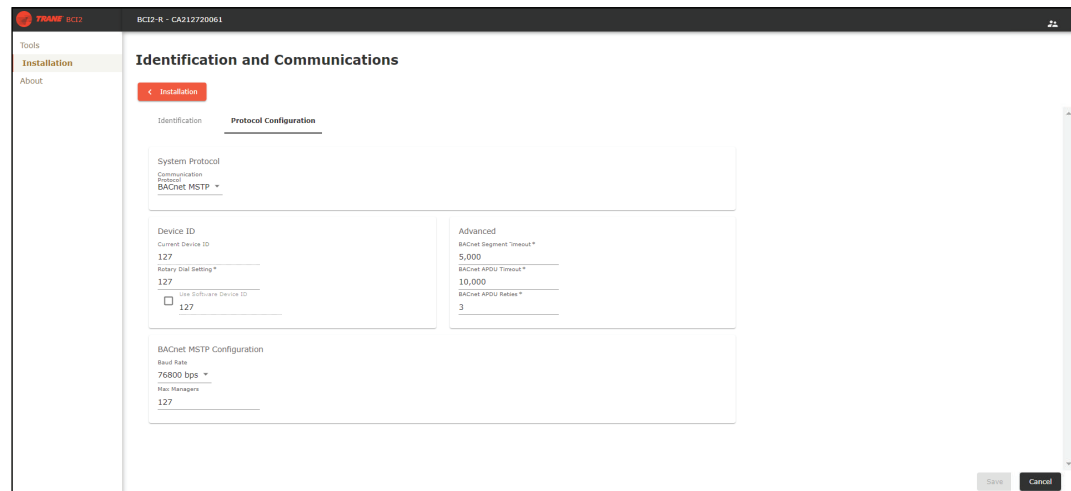 TRANE BCI2
BCI2-R - CA212720061
Tools
Installation
About
Identification and Communications
< Installation
Identification
Protocol Configuration
System Protocol
Communication
Protocol
BACnet MSTP
Device ID
Current Device ID
127
Rotary Dial Setting *
127
Use Software Device ID
127
Advanced
BACnet Segment Timeout *
5,000
BACnet APDU Timeout *
10,000
BACnet APDU Retries *
3
BACnet MSTP Configuration
Baud Rate
76800 bps
Max Managers
127
Save
Cancel